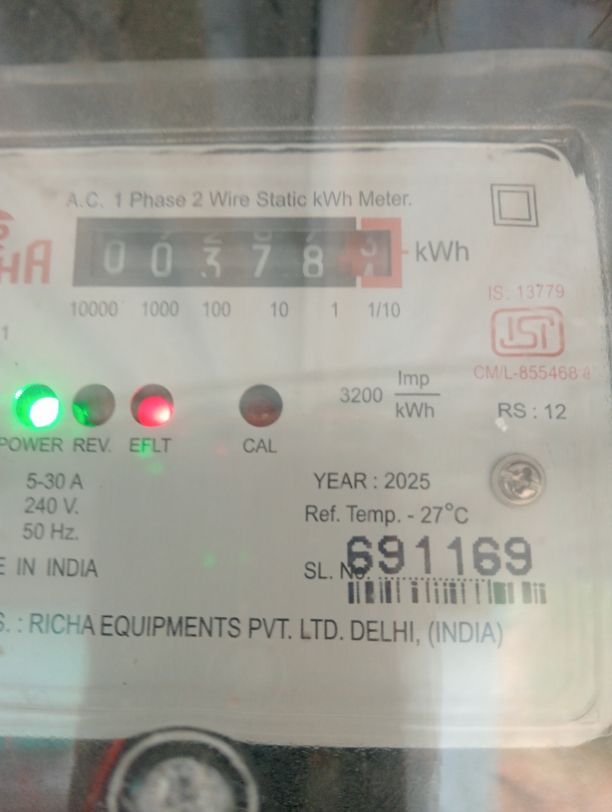 A.C. 1 Phase 2 Wire Static kWh Meter.
HA
0 0 3 7 8 kWh
10000 1000 100 10 1 1/10
1
IS: 13779
ISI
CM/L-855468
3200 Imp/kWh
RS : 12
POWER REV. EFLT CAL
5-30 A
240 V.
50 Hz.
YEAR : 2025
Ref. Temp. - 27°C
E IN INDIA
SL. No. 691169
S. : RICHA EQUIPMENTS PVT. LTD. DELHI, (INDIA)